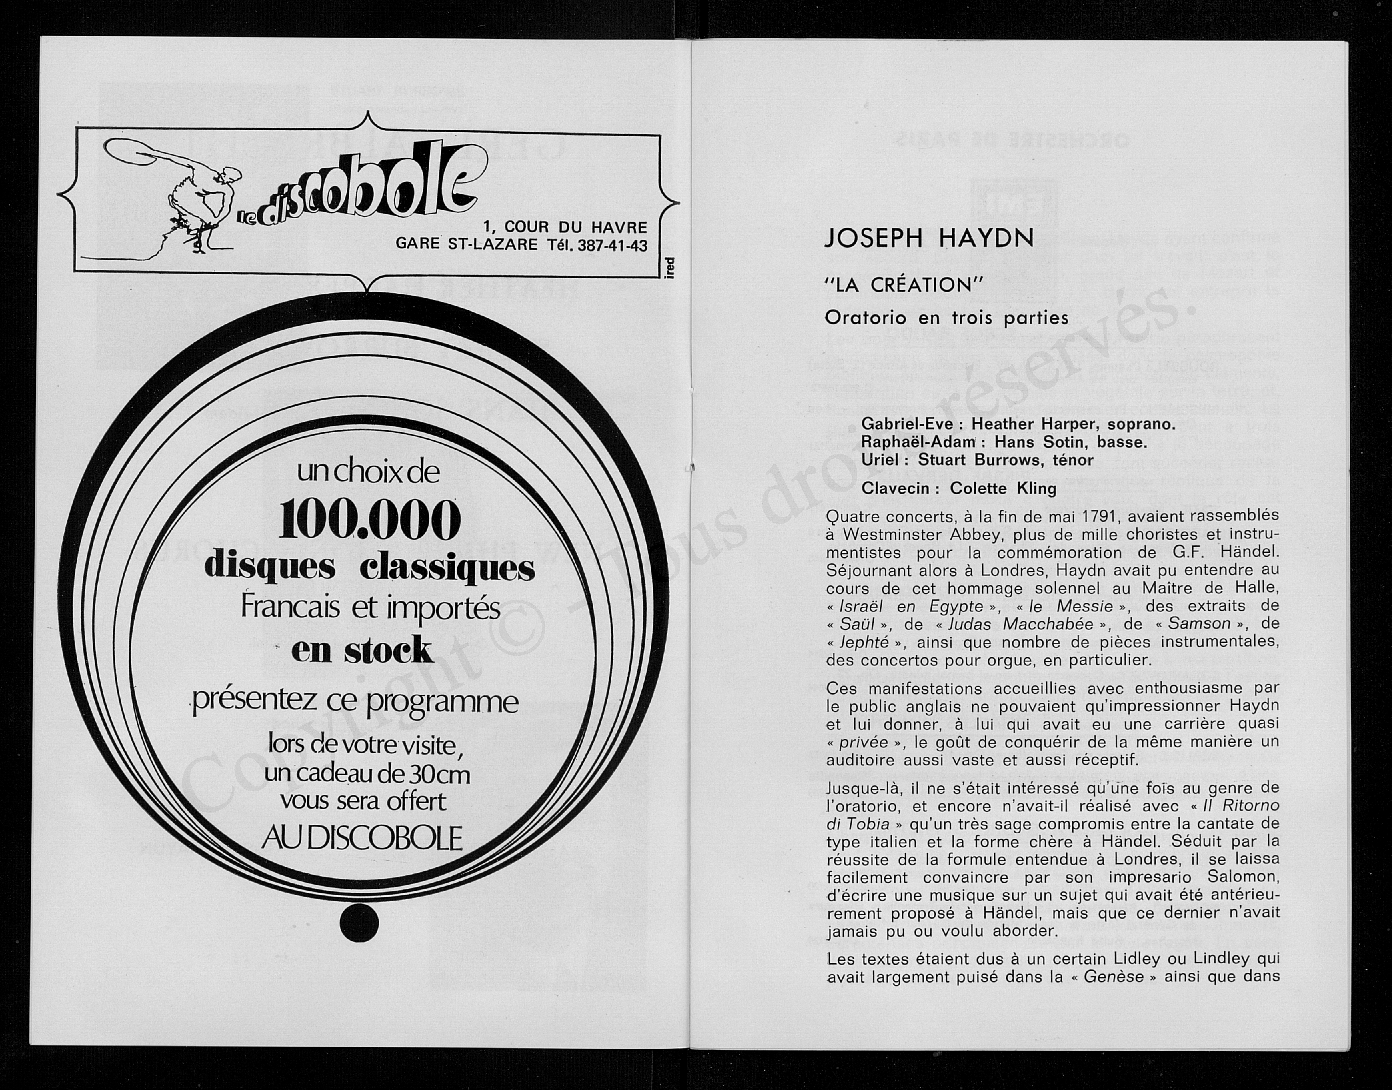 le discobole
1, COUR DU HAVRE
GARE ST-LAZARE Tél. 387-41-43
ired
un choix de
100.000
disques classiques
Francais et importés
en stock
présentez ce programme
lors de votre visite,
un cadeau de 30cm
vous sera offert
AU DISCOBOLE
JOSEPH HAYDN
"LA CRÉATION"
Oratorio en trois parties
Gabriel-Eve : Heather Harper, soprano.
Raphaël-Adam : Hans Sotin, basse.
Uriel : Stuart Burrows, ténor
Clavecin : Colette Kling
Quatre concerts, à la fin de mai 1791, avaient rassemblés
à Westminster Abbey, plus de mille choristes et instru-
mentistes pour la commémoration de G.F. Händel.
Séjournant alors à Londres, Haydn avait pu entendre au
cours de cet hommage solennel au Maître de Halle,
« Israël en Egypte », « le Messie », des extraits de
« Saül », de « Judas Macchabée », de « Samson », de
« Jephté », ainsi que nombre de pièces instrumentales,
des concertos pour orgue, en particulier.
Ces manifestations accueillies avec enthousiasme par
le public anglais ne pouvaient qu'impressionner Haydn
et lui donner, à lui qui avait eu une carrière quasi
« privée », le goût de conquérir de la même manière un
auditoire aussi vaste et aussi réceptif.
Jusque-là, il ne s'était intéressé qu'une fois au genre de
l'oratorio, et encore n'avait-il réalisé avec « Il Ritorno
di Tobia » qu'un très sage compromis entre la cantate de
type italien et la forme chère à Händel. Séduit par la
réussite de la formule entendue à Londres, il se laissa
facilement convaincre par son impresario Salomon,
d'écrire une musique sur un sujet qui avait été antérieu-
rement proposé à Händel, mais que ce dernier n'avait
jamais pu ou voulu aborder.
Les textes étaient dus à un certain Lidley ou Lindley qui
avait largement puisé dans la « Genèse » ainsi que dans
Copyright © Tous droits réservés.